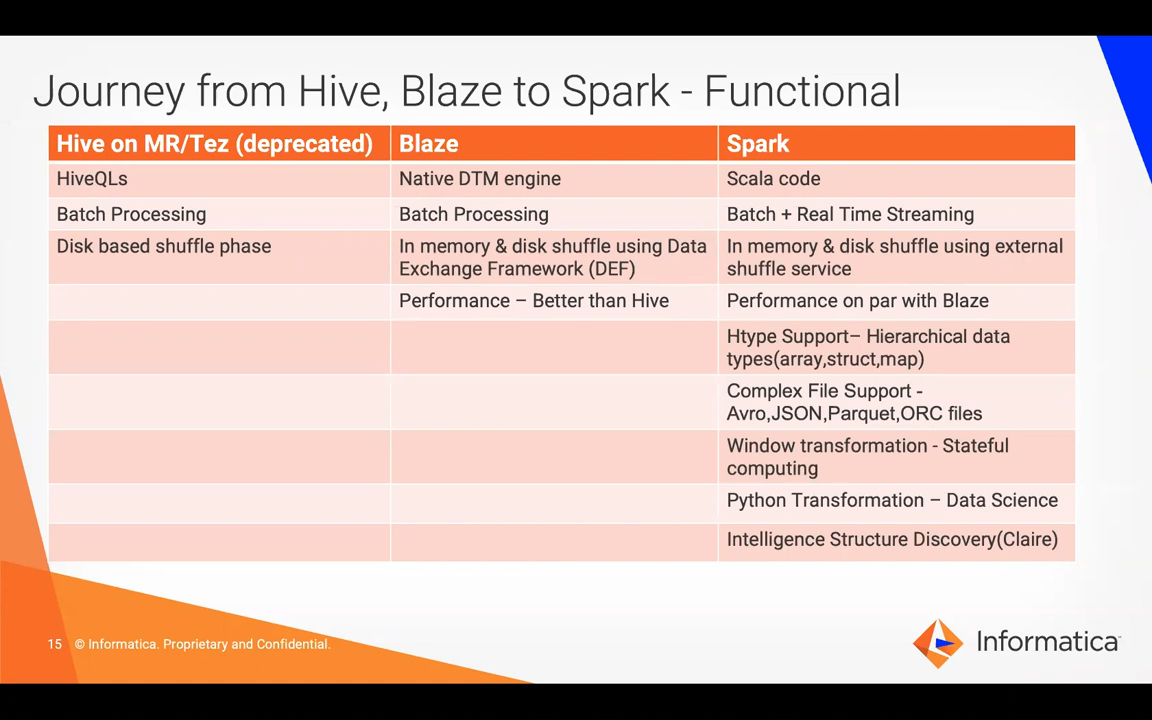 Journey from Hive, Blaze to Spark - Functional
Hive on MR/Tez (deprecated)
Blaze
Spark
HiveQLs
Native DTM engine
Scala code
Batch Processing
Batch Processing
Batch + Real Time Streaming
Disk based shuffle phase
In memory & disk shuffle using Data
Exchange Framework (DEF)
In memory & disk shuffle using external
shuffle service
Performance – Better than Hive
Performance on par with Blaze
Htype Support– Hierarchical data
types(array,struct,map)
Complex File Support -
Avro,JSON,Parquet,ORC files
Window transformation - Stateful
computing
Python Transformation – Data Science
Intelligence Structure Discovery(Claire)
15 © Informatica. Proprietary and Confidential.
Informatica